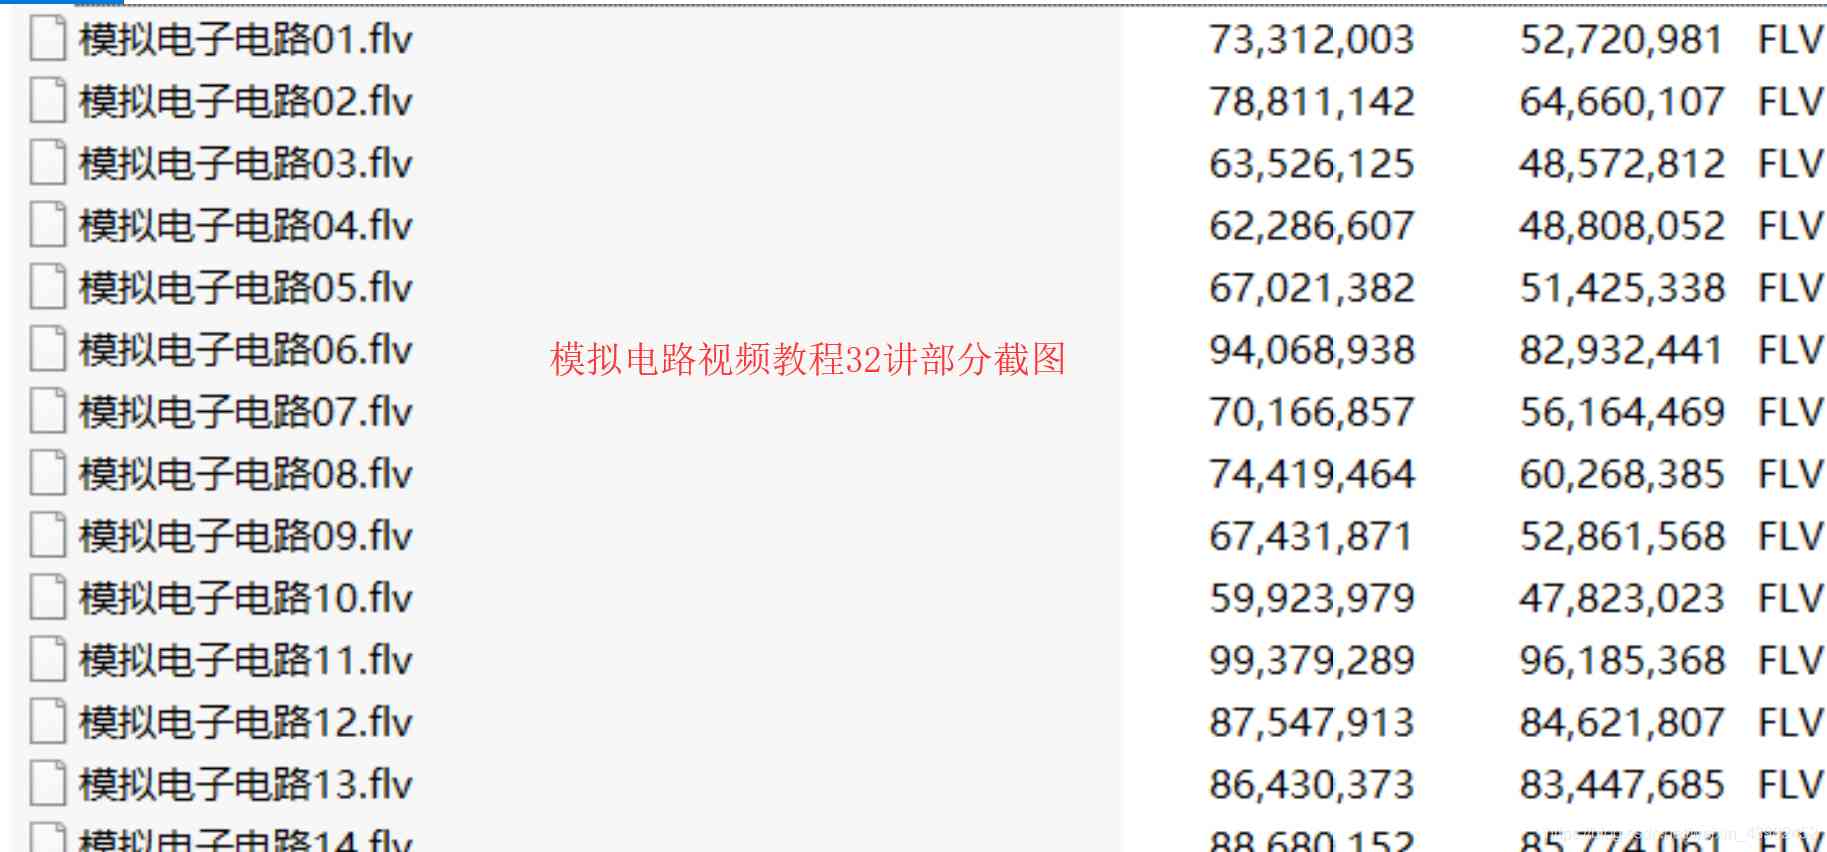 模拟电子电路01.flv 73,312,003 52,720,981 FLV
模拟电子电路02.flv 78,811,142 64,660,107 FLV
模拟电子电路03.flv 63,526,125 48,572,812 FLV
模拟电子电路04.flv 62,286,607 48,808,052 FLV
模拟电子电路05.flv 67,021,382 51,425,338 FLV
模拟电子电路06.flv 94,068,938 82,932,441 FLV
模拟电路视频教程32讲部分截图
模拟电子电路07.flv 70,166,857 56,164,469 FLV
模拟电子电路08.flv 74,419,464 60,268,385 FLV
模拟电子电路09.flv 67,431,871 52,861,568 FLV
模拟电子电路10.flv 59,923,979 47,823,023 FLV
模拟电子电路11.flv 99,379,289 96,185,368 FLV
模拟电子电路12.flv 87,547,913 84,621,807 FLV
模拟电子电路13.flv 86,430,373 83,447,685 FLV
模拟电子电路14.flv 88,680,152 85,774,061 FLV